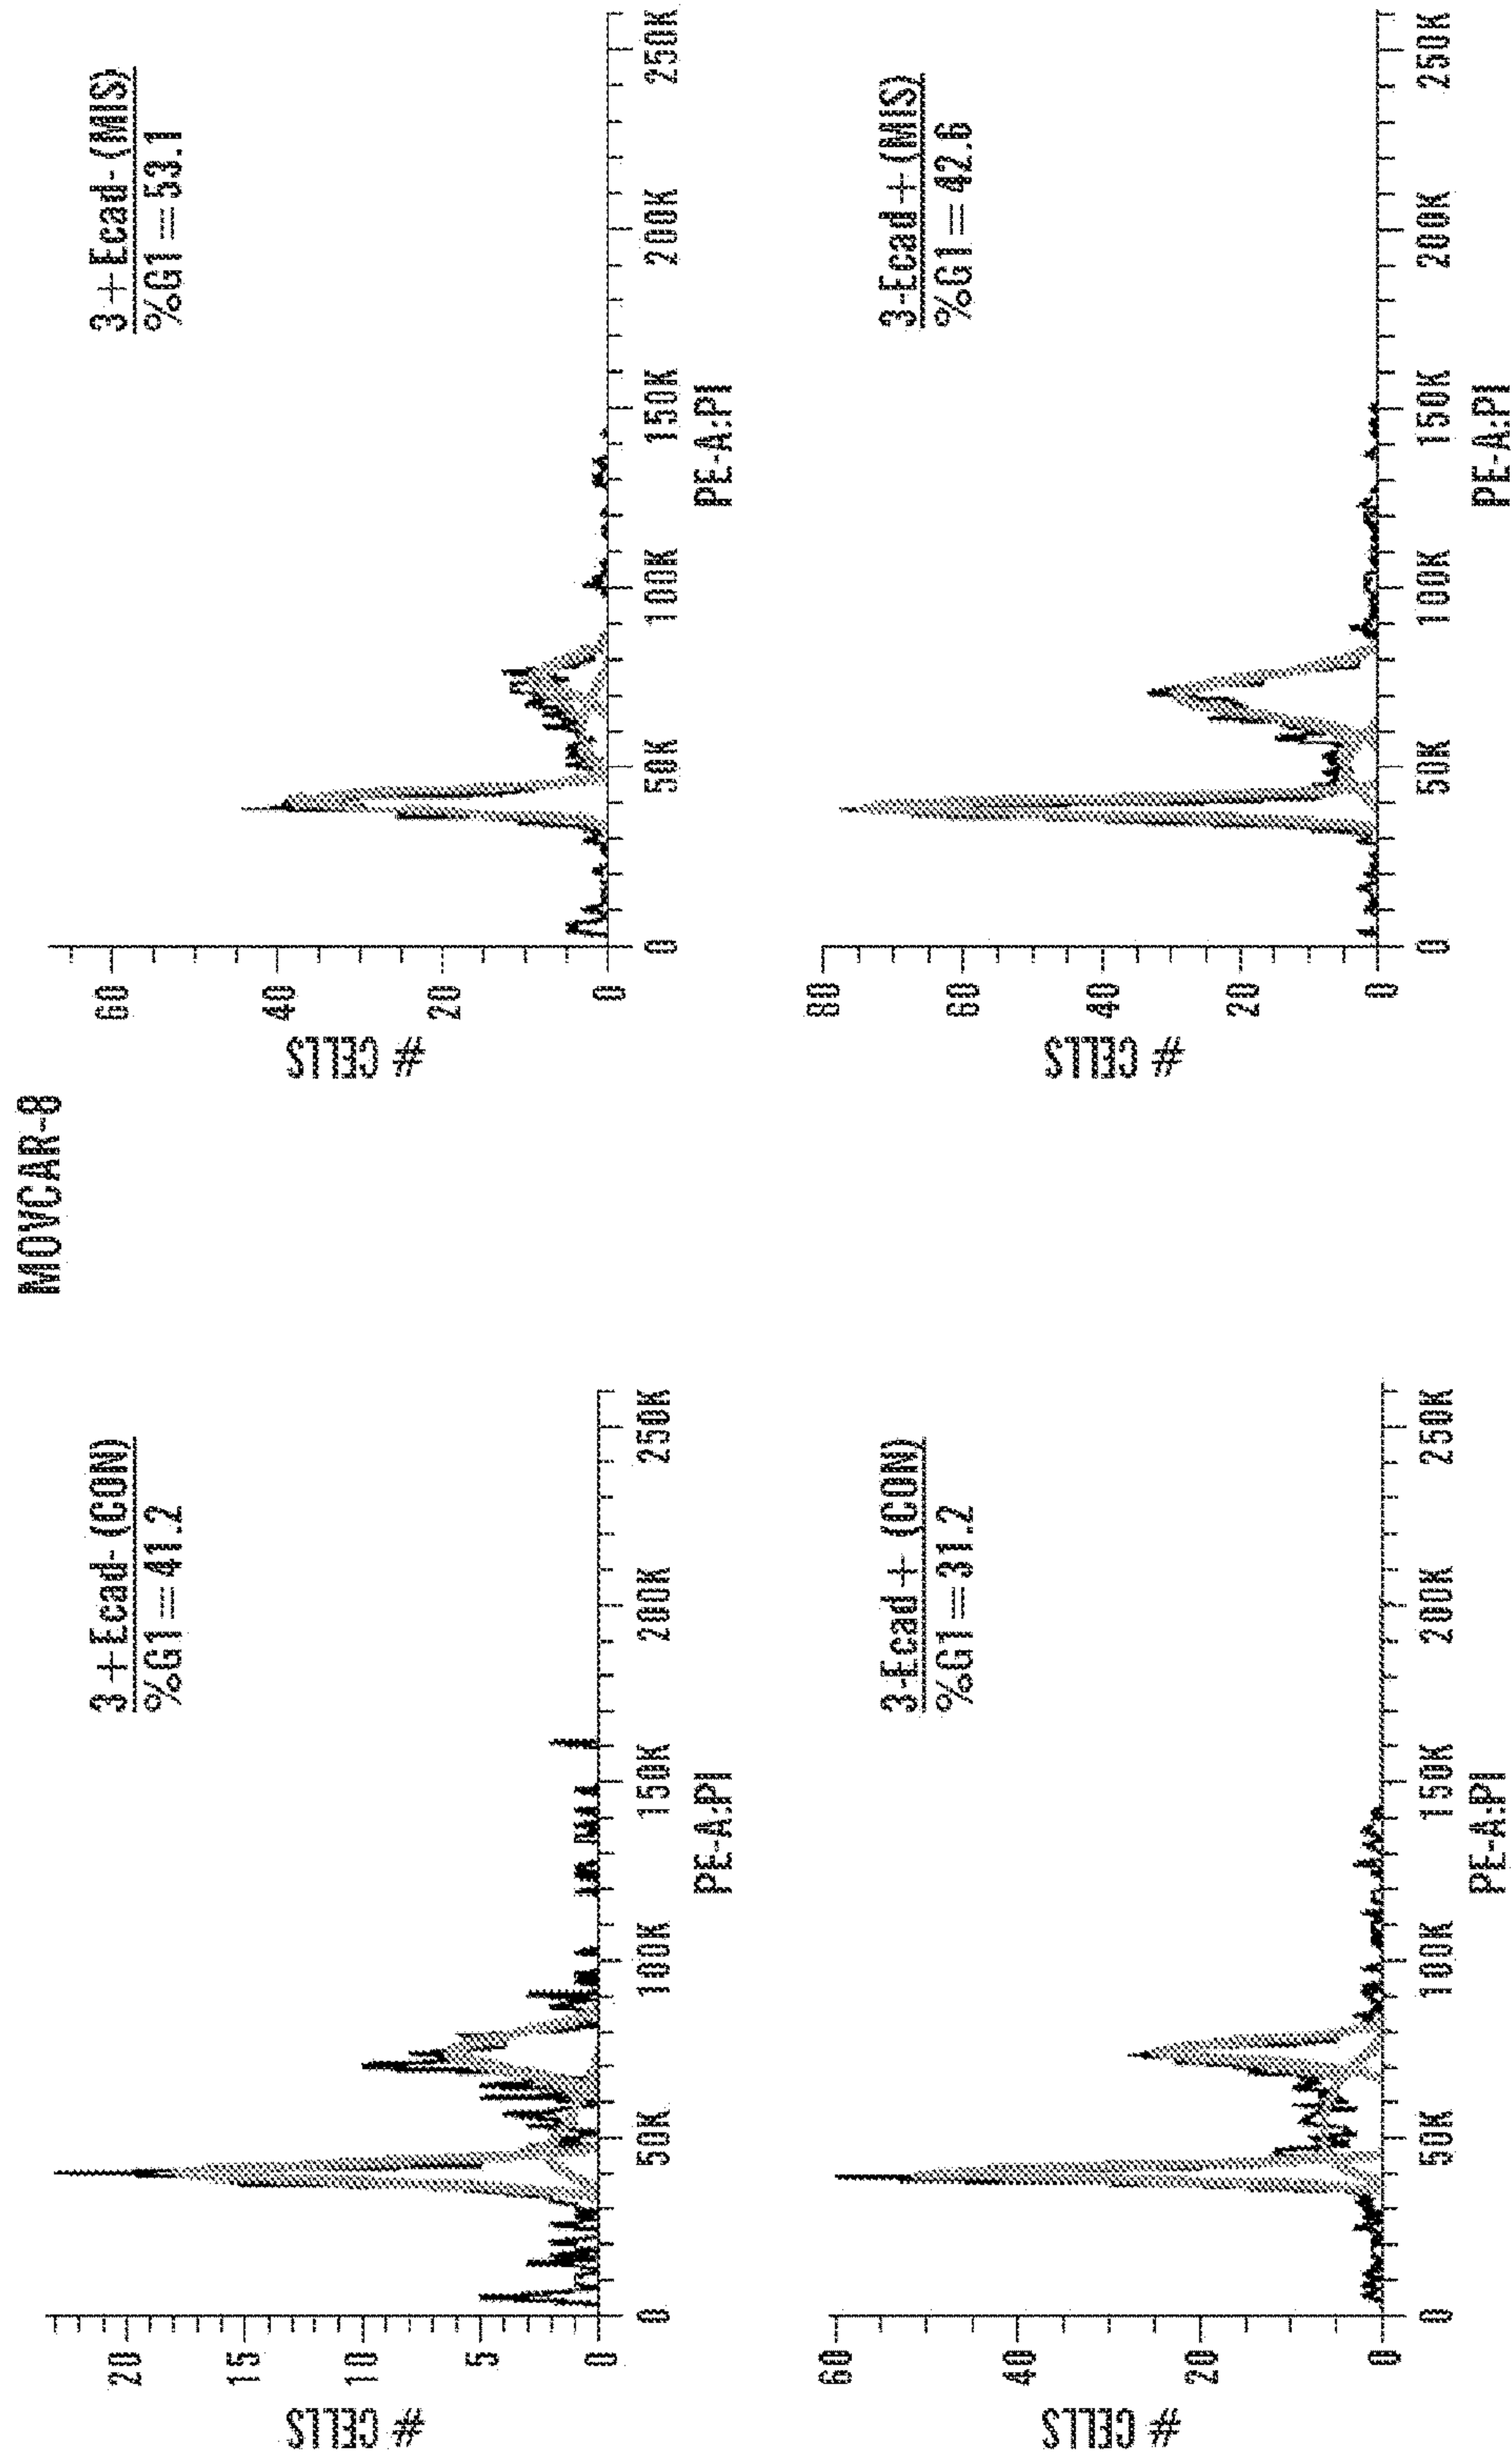 MOVCAR-8
3+Ecad- (CON)
%G1=41.2
# CELLS
20
15
10
5
0
0
50K
100K
150K
200K
250K
PE-A:PI
3+Ecad- (MIS)
%G1=53.1
# CELLS
60
40
20
0
0
50K
100K
150K
200K
250K
PE-A:PI
3-Ecad+ (CON)
%G1=31.2
# CELLS
60
40
20
0
0
50K
100K
150K
200K
250K
PE-A:PI
3-Ecad+ (MIS)
%G1=42.6
# CELLS
80
60
40
20
0
0
50K
100K
150K
200K
250K
PE-A:PI